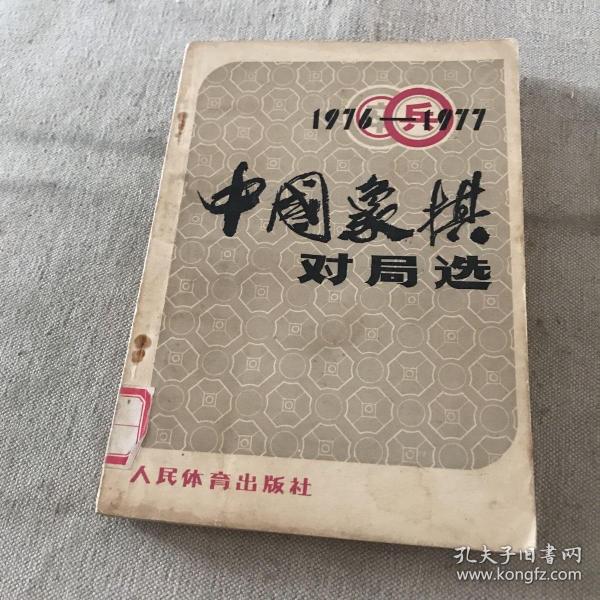 兵
1976—1977
中國象棋
对局选
人民体育出版社
孔夫子旧书网
www.kongfz.com